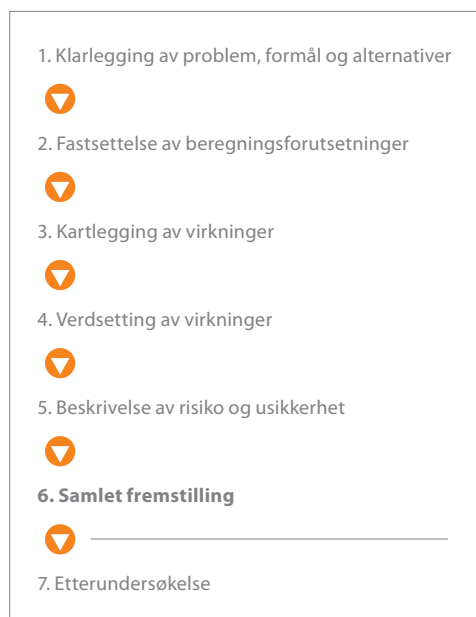 1. Klarlegging av problem, formål og alternativer
2. Fastsettelse av beregningsforutsetninger
3. Kartlegging av virkninger
4. Verdsetting av virkninger
5. Beskrivelse av risiko og usikkerhet
6. Samlet fremstilling
7. Etterundersøkelse